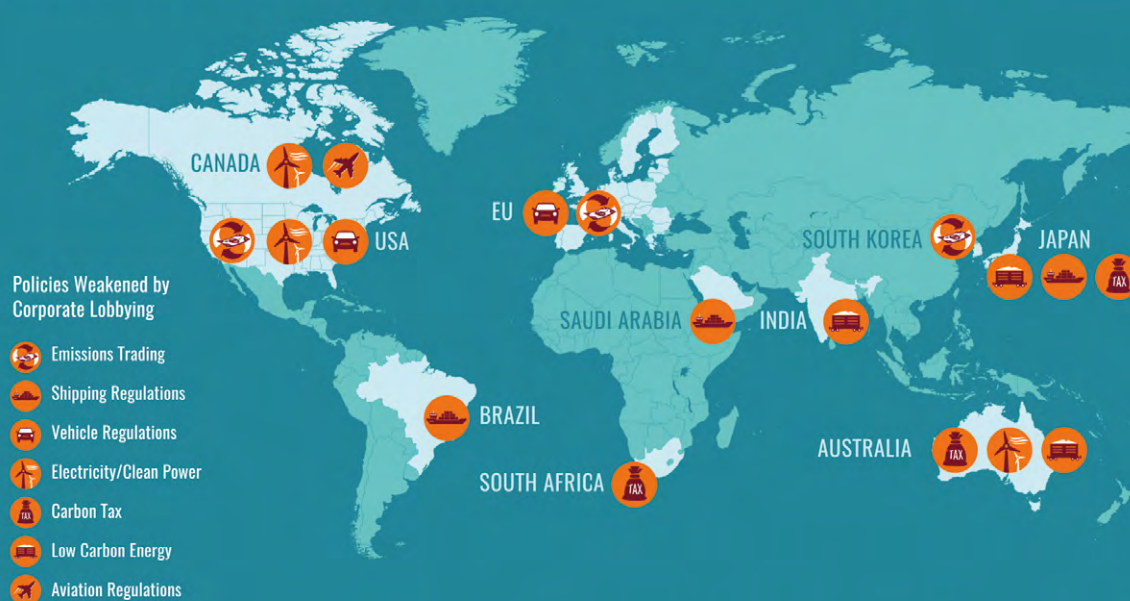 CANADA
EU
USA
SOUTH KOREA
JAPAN
TAX
Policies Weakened by
Corporate Lobbying
SAUDI ARABIA
INDIA
Emissions Trading
Shipping Regulations
BRAZIL
Vehicle Regulations
AUSTRALIA
TAX
Electricity/Clean Power
SOUTH AFRICA
TAX
TAX
Carbon Tax
Low Carbon Energy
Aviation Regulations